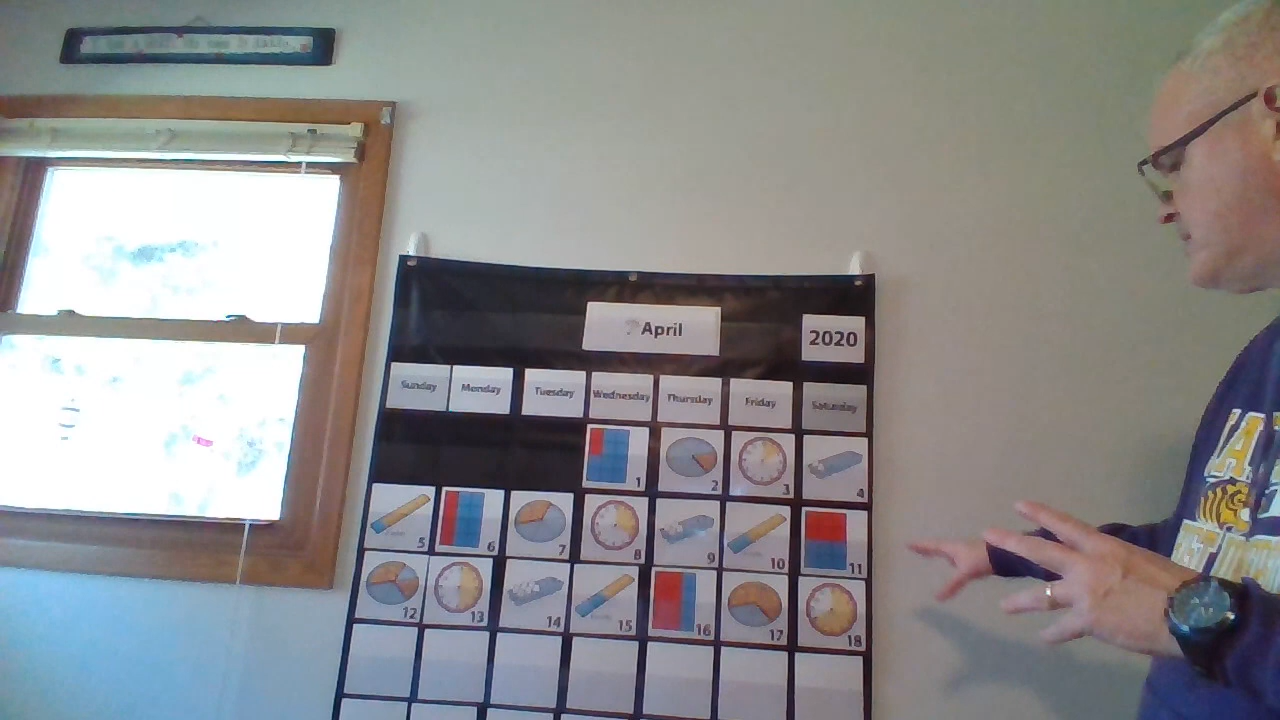 April
2020
Sunday Monday Tuesday Wednesday Thursday Friday Saturday
1 2 3 4
5 6 7 8 9 10 11
12 13 14 15 16 17 18